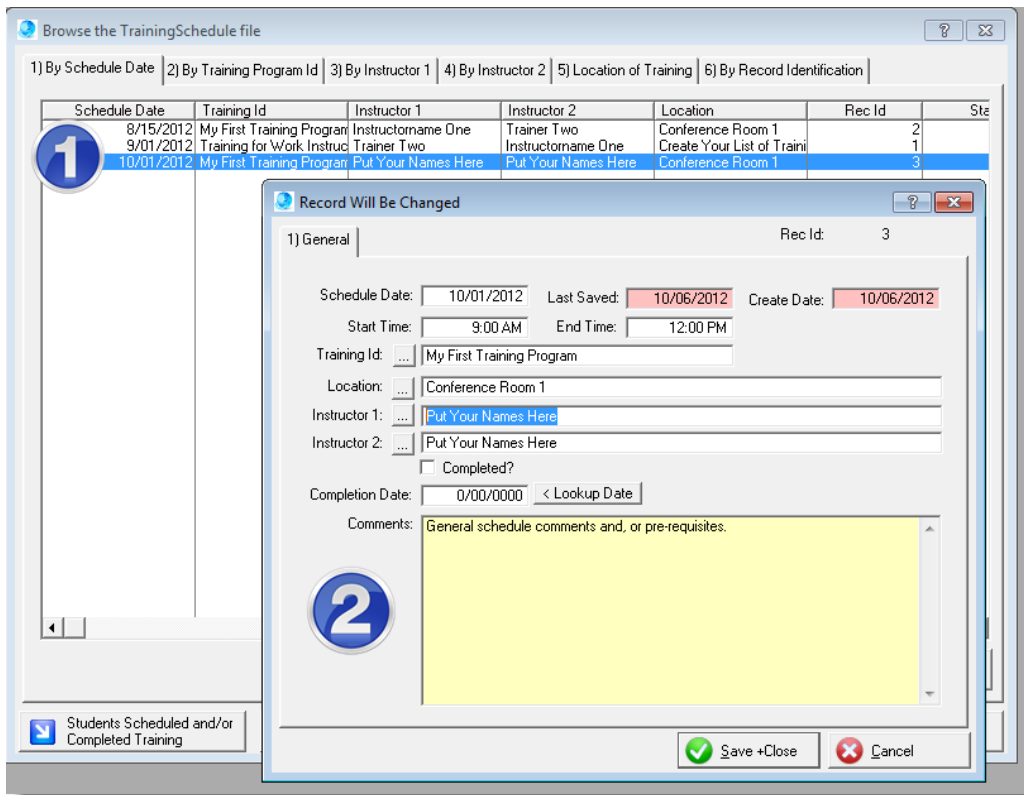 Browse the TrainingSchedule file
1) By Schedule Date 2) By Training Program Id 3) By Instructor 1 4) By Instructor 2 5) Location of Training 6) By Record Identification
Schedule Date Training Id Instructor 1 Instructor 2 Location Rec Id Sta
8/15/2012 My First Training Program Instructorname One Trainer Two Conference Room 1 2
9/01/2012 Training for Work Instruc Trainer Two Instructorname One Create Your List of Traini 1
10/01/2012 My First Training Program Put Your Names Here Put Your Names Here Conference Room 1 3
1
Record Will Be Changed
1) General Rec Id: 3
Schedule Date: 10/01/2012 Last Saved: 10/06/2012 Create Date: 10/06/2012
Start Time: 9:00 AM End Time: 12:00 PM
Training Id: ... My First Training Program
Location: ... Conference Room 1
Instructor 1: ... Put Your Names Here
Instructor 2: ... Put Your Names Here
Completed?
Completion Date: 0/00/0000 < Lookup Date
Comments: General schedule comments and, or pre-requisites.
2
Students Scheduled and/or
Completed Training
Save +Close Cancel